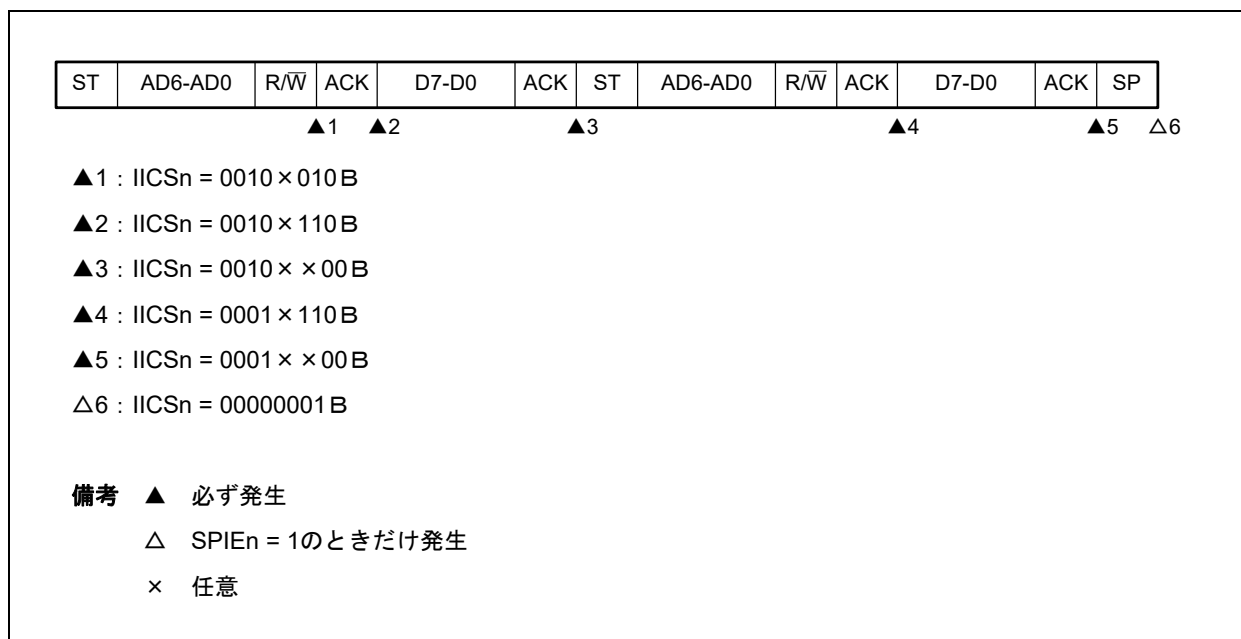 ST AD6-AD0 R/W̅ ACK D7-D0 ACK ST AD6-AD0 R/W̅ ACK D7-D0 ACK SP
▲1 ▲2 ▲3 ▲4 ▲5 △6
▲1 : IICSn = 0010×010B
▲2 : IICSn = 0010×110B
▲3 : IICSn = 0010××00B
▲4 : IICSn = 0001×110B
▲5 : IICSn = 0001××00B
△6 : IICSn = 00000001B
備考 ▲ 必ず発生
△ SPIEn = 1のときだけ発生
× 任意